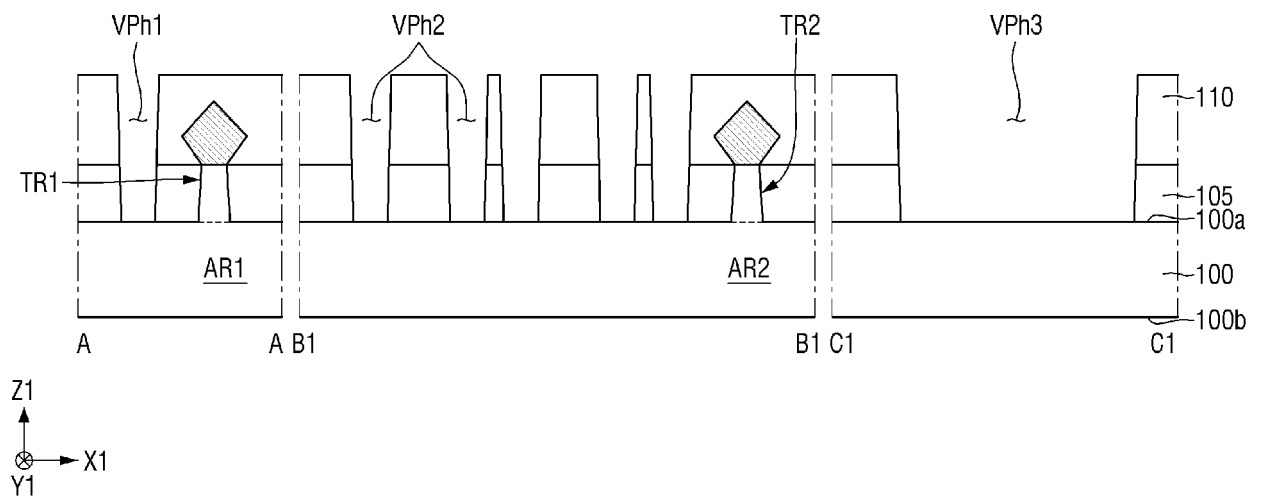 VPh1 VPh2 TR2 VPh3
110
TR1
105
100a
AR1 AR2 100
100b
A A B1 B1 C1 C1
Z1
X1
Y1